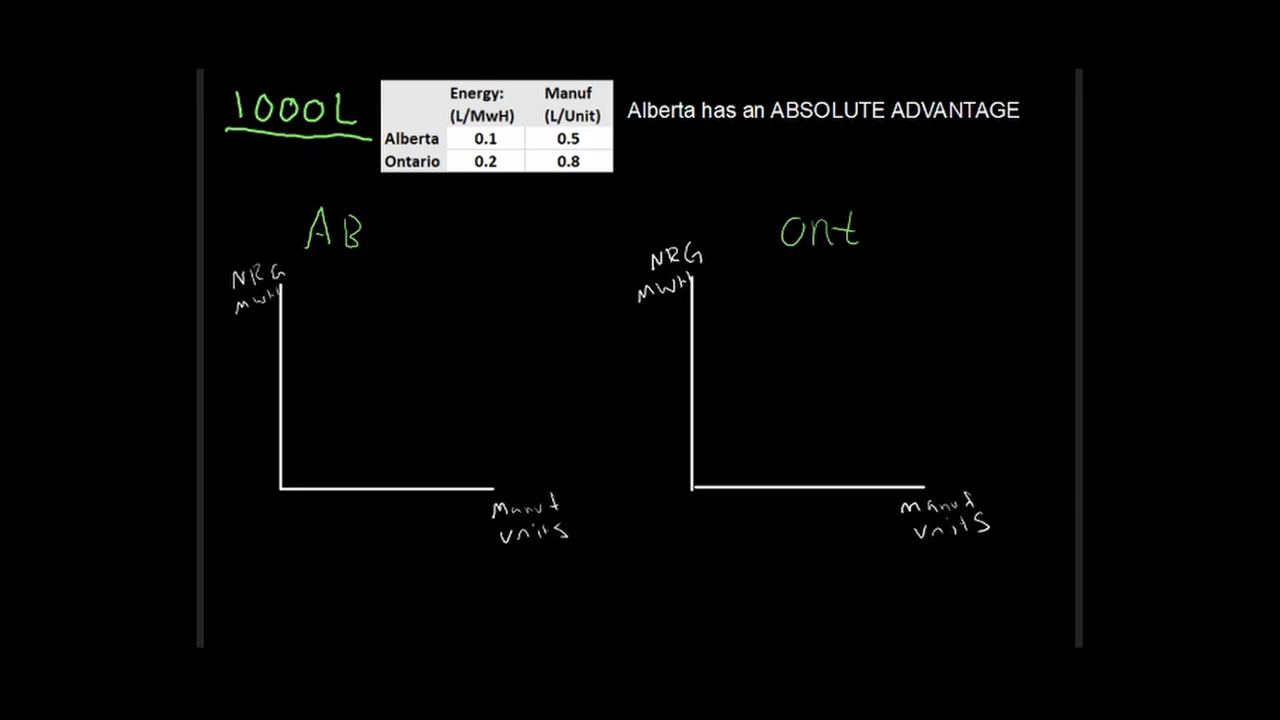 1000L
Energy: Manuf
(L/MwH) (L/Unit)
Alberta 0.1 0.5
Ontario 0.2 0.8
Alberta has an ABSOLUTE ADVANTAGE
AB
Ont
NRG
MWH
NRG
MWH
Manuf
Units
Manuf
Units